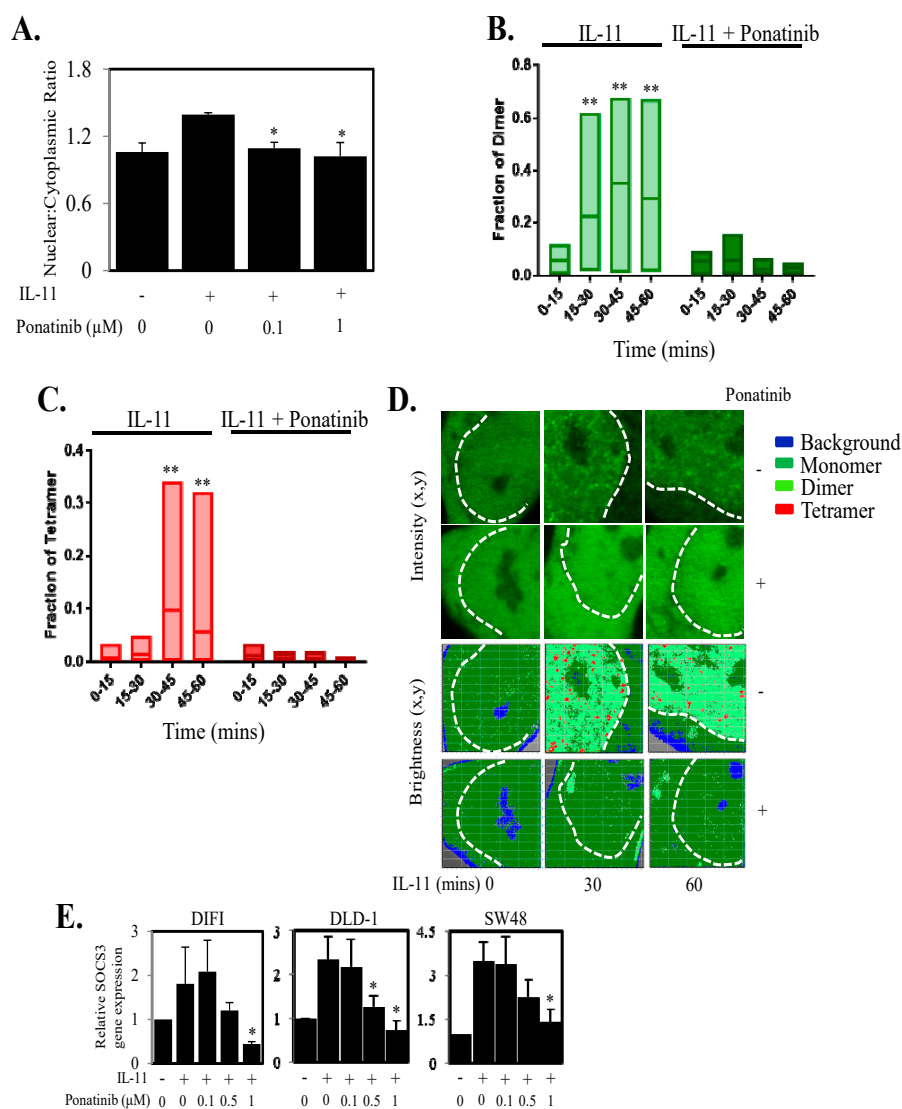 A.
Nuclear:Cytoplasmic Ratio
1.8
1.2
0.6
0
*
*
IL-11 - + + +
Ponatinib (µM) 0 0 0.1 1
B.
IL-11
IL-11 + Ponatinib
Fraction of Dimer
0.8
0.6
0.4
0.2
0.0
** ** **
0-15 15-30 30-45 45-60 0-15 15-30 30-45 45-60
Time (mins)
C.
IL-11
IL-11 + Ponatinib
Fraction of Tetramer
0.4
0.3
0.2
0.1
0.0
** **
0-15 15-30 30-45 45-60 0-15 15-30 30-45 45-60
Time (mins)
D.
Ponatinib
Intensity (x,y)
-
+
Brightness (x,y)
-
+
Background
Monomer
Dimer
Tetramer
IL-11 (mins) 0 30 60
E.
Relative SOCS3
gene expression
DIFI
3
2
1
0
*
DLD-1
3
2
1
0
* *
SW48
4.5
3
1.5
0
*
IL-11 - + + + + - + + + + - + + + +
Ponatinib (µM) 0 0 0.1 0.5 1 0 0 0.1 0.5 1 0 0 0.1 0.5 1